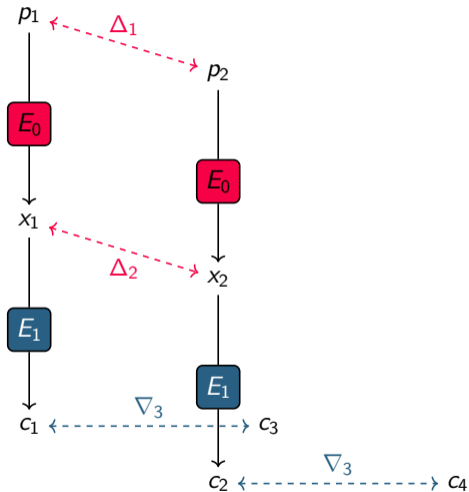 p₁
Δ₁
p₂
E₀
E₀
x₁
Δ₂
x₂
E₁
E₁
∇₃
c₁
c₃
∇₃
c₂
c₄